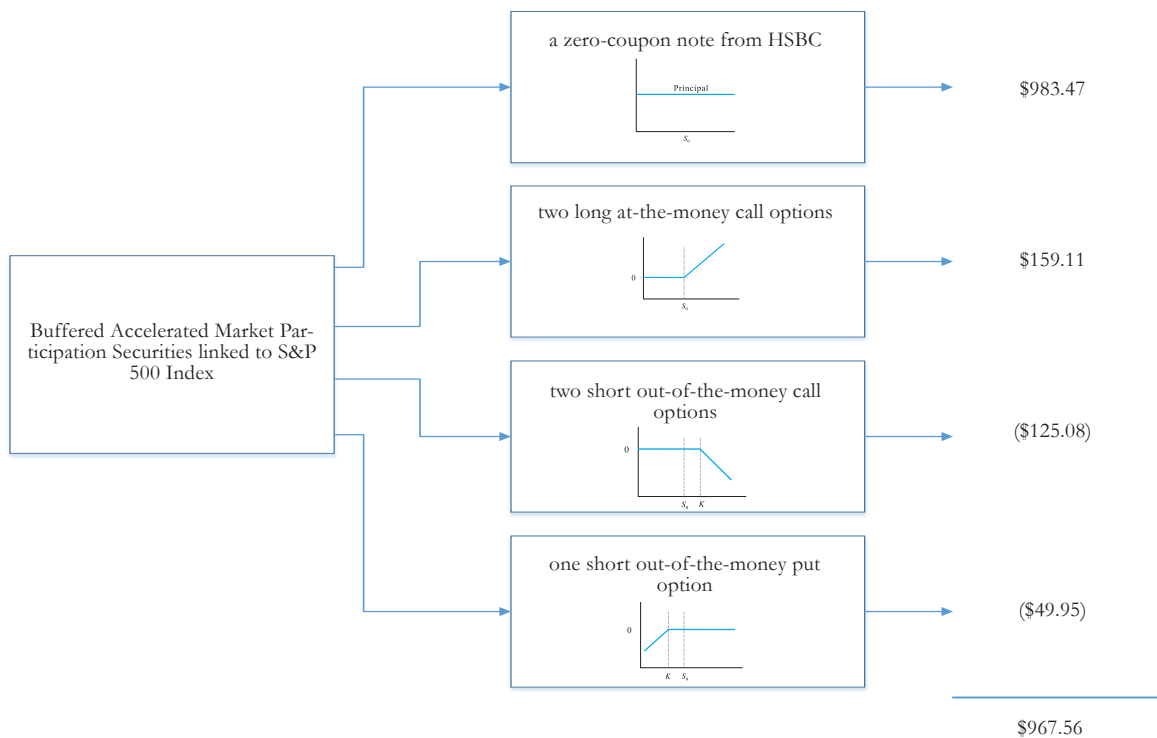 a zero-coupon note from HSBC
Principal
S₀
$983.47
two long at-the-money call options
0
S₀
$159.11
Buffered Accelerated Market Par-
ticipation Securities linked to S&P
500 Index
two short out-of-the-money call
options
0
S₀ K
($125.08)
one short out-of-the-money put
option
0
K S₀
($49.95)
$967.56